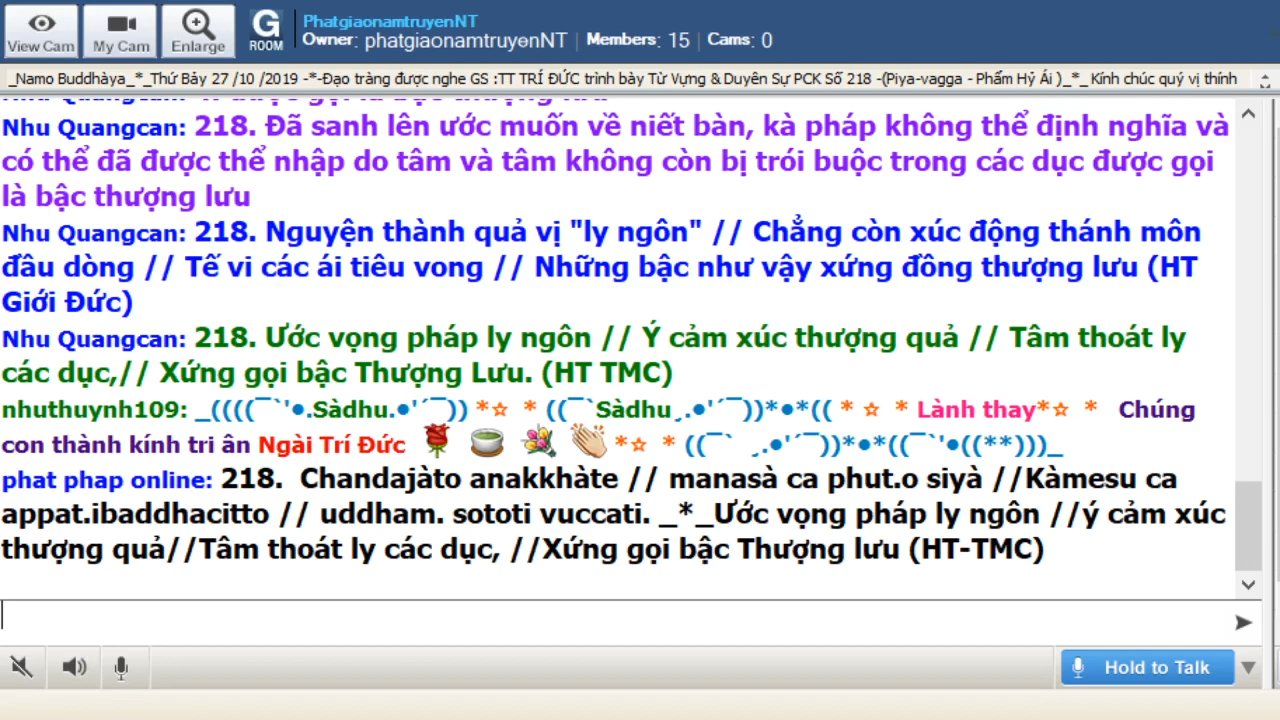 View Cam
My Cam
Enlarge
G
ROOM
PhatgiaonamtruyenNT
Owner: phatgiaonamtruyenNT | Members: 15 | Cams: 0
_Namo Buddhàya_*_Thứ Bảy 27 /10 /2019 -*-Đạo tràng được nghe GS :TT TRÍ ĐỨC trình bày Từ Vựng & Duyên Sự PCK Số 218 -(Piya-vagga - Phẩm Hỷ Ái )_*_Kính chúc quý vị thính
Nhu Quangcan: 218. Đã sanh lên ước muốn về niết bàn, kà pháp không thể định nghĩa và
có thể đã được thể nhập do tâm và tâm không còn bị trói buộc trong các dục được gọi
là bậc thượng lưu
Nhu Quangcan: 218. Nguyện thành quả vị "ly ngôn" // Chẳng còn xúc động thánh môn
đầu dòng // Tế vi các ái tiêu vong // Những bậc như vậy xứng đồng thượng lưu (HT
Giới Đức)
Nhu Quangcan: 218. Ước vọng pháp ly ngôn // Ý cảm xúc thượng quả // Tâm thoát ly
các dục,// Xứng gọi bậc Thượng Lưu. (HT TMC)
nhuthuynh109: _((((¯`'●.Sàdhu.●'´¯)) *☆ * ((¯`Sàdhu¸.●'´¯))*●*(( * ☆ * Lành thay*☆ * Chúng
con thành kính tri ân Ngài Trí Đức 🌹 🍵 💐 👏 *☆ * ((¯` ¸.●'´¯))*●*((¯`'●((**)))_
phat phap online: 218. Chandajàto anakkhàte // manasà ca phut.o siyà //Kàmesu ca
appat.ibaddhacitto // uddham. sototi vuccati. _*_Ước vọng pháp ly ngôn //ý cảm xúc
thượng quả//Tâm thoát ly các dục, //Xứng gọi bậc Thượng lưu (HT-TMC)
Hold to Talk